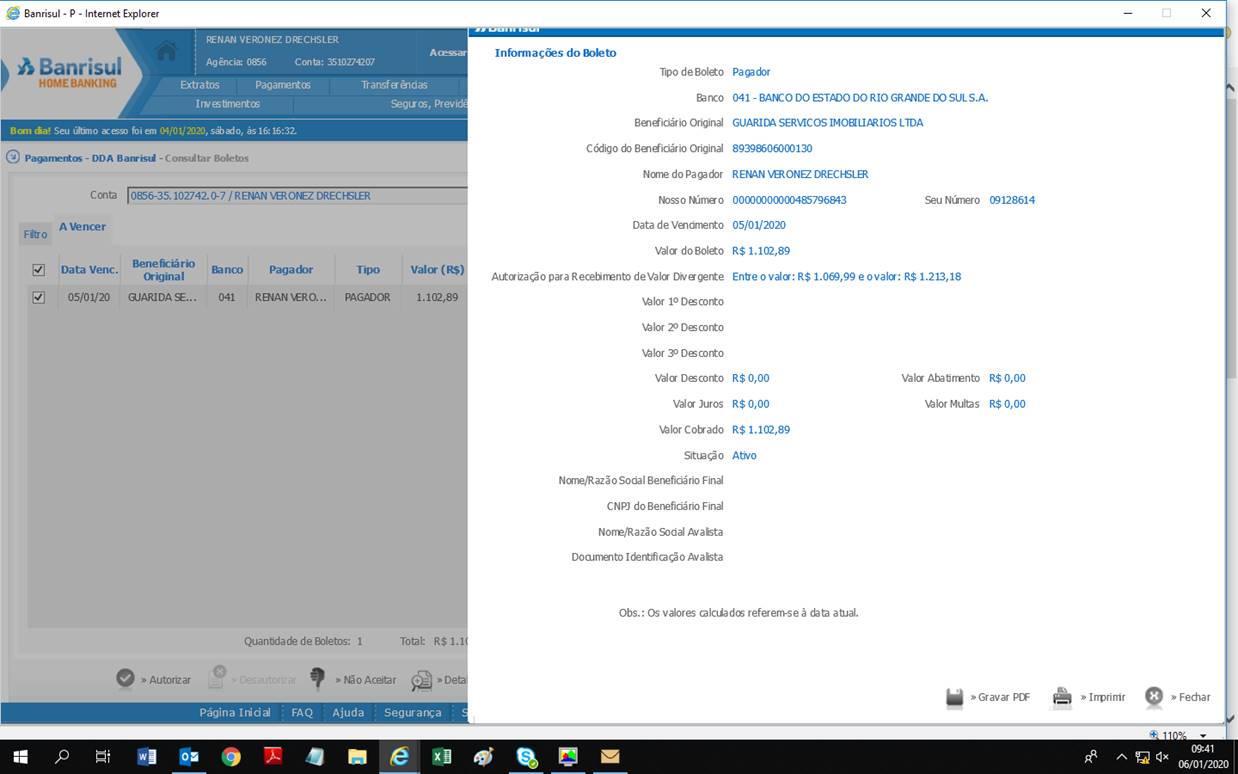 Banrisul - P - Internet Explorer
RENAN VERONEZ DRECHSLER
Agência: 0856 Conta: 3510274207
Acessar
Banrisul
HOME BANKING
Extratos Pagamentos Transferências
Investimentos Seguros, Previdê
Bom dia! Seu último acesso foi em 04/01/2020, sábado, às 16:16:32.
Pagamentos - DDA Banrisul - Consultar Boletos
Conta 0856-35.102742.0-7 / RENAN VERONEZ DRECHSLER
Filtro A Vencer
Data Venc. Beneficiário Original Banco Pagador Tipo Valor (R$)
05/01/20 GUARIDA SE... 041 RENAN VERO... PAGADOR 1.102,89
Quantidade de Boletos: 1 Total: R$ 1.10
» Autorizar » Desautorizar » Não Aceitar » Deta
Página Inicial FAQ Ajuda Segurança S
Banrisul
Informações do Boleto
Tipo de Boleto Pagador
Banco 041 - BANCO DO ESTADO DO RIO GRANDE DO SUL S.A.
Beneficiário Original GUARIDA SERVICOS IMOBILIARIOS LTDA
Código do Beneficiário Original 89398606000130
Nome do Pagador RENAN VERONEZ DRECHSLER
Nosso Número 00000000000485796843 Seu Número 09128614
Data de Vencimento 05/01/2020
Valor do Boleto R$ 1.102,89
Autorização para Recebimento de Valor Divergente Entre o valor: R$ 1.069,99 e o valor: R$ 1.213,18
Valor 1º Desconto
Valor 2º Desconto
Valor 3º Desconto
Valor Desconto R$ 0,00 Valor Abatimento R$ 0,00
Valor Juros R$ 0,00 Valor Multas R$ 0,00
Valor Cobrado R$ 1.102,89
Situação Ativo
Nome/Razão Social Beneficiário Final
CNPJ do Beneficiário Final
Nome/Razão Social Avalista
Documento Identificação Avalista
Obs.: Os valores calculados referem-se à data atual.
» Gravar PDF » Imprimir » Fechar
110%
09:41
06/01/2020